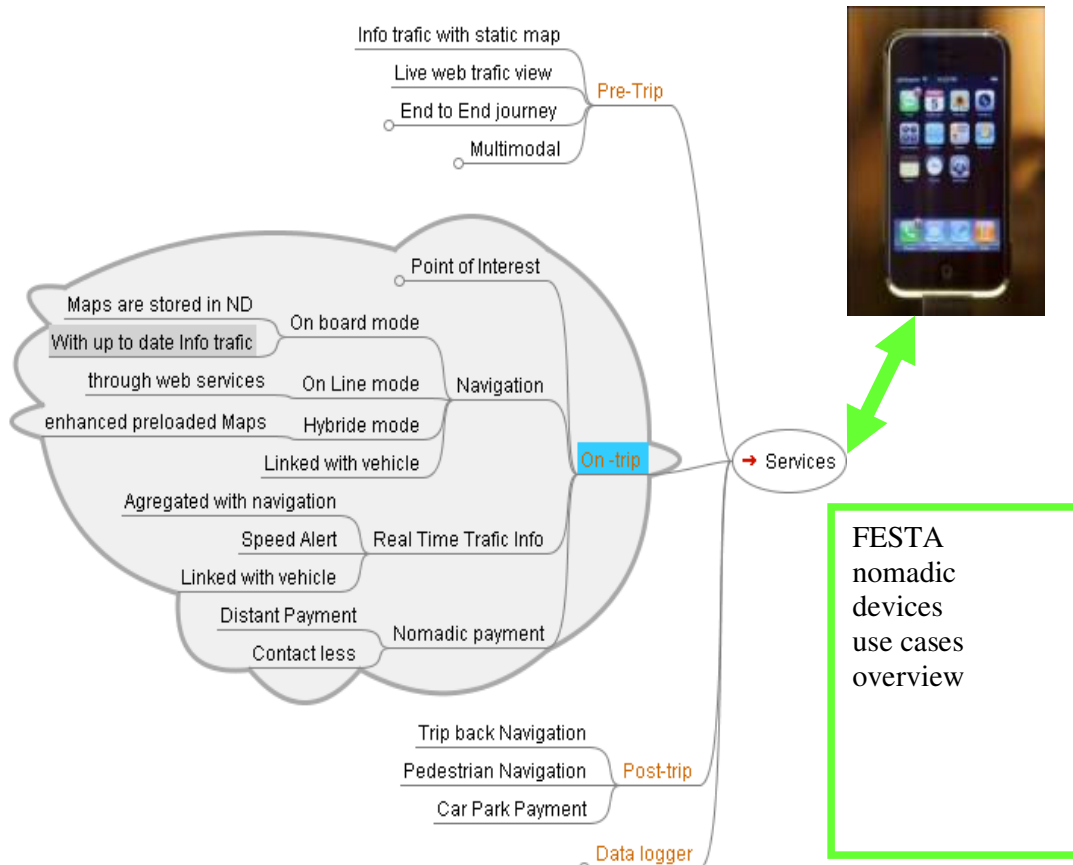 Info trafic with static map
Live web trafic view
End to End journey
Multimodal
Pre-Trip
Point of Interest
Maps are stored in ND
With up to date Info trafic
On board mode
through web services
On Line mode
enhanced preloaded Maps
Hybride mode
Linked with vehicle
Navigation
On -trip
Agregated with navigation
Speed Alert
Linked with vehicle
Real Time Trafic Info
Distant Payment
Contact less
Nomadic payment
Services
Trip back Navigation
Pedestrian Navigation
Car Park Payment
Post-trip
Data logger
FESTA
nomadic
devices
use cases
overview